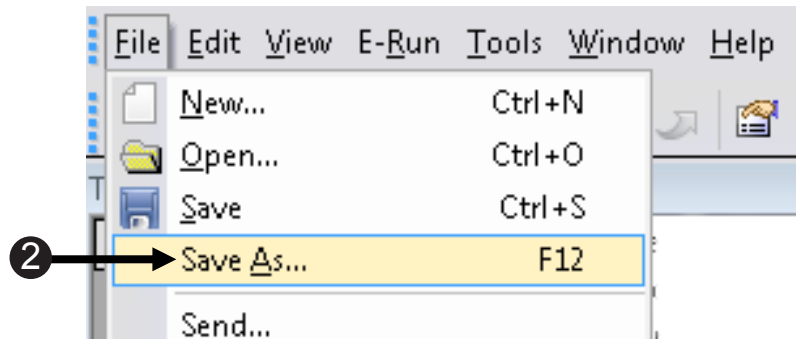 File Edit View E-Run Tools Window Help
New... Ctrl+N
Open... Ctrl+O
T
Save Ctrl+S
2 Save As... F12
Send...